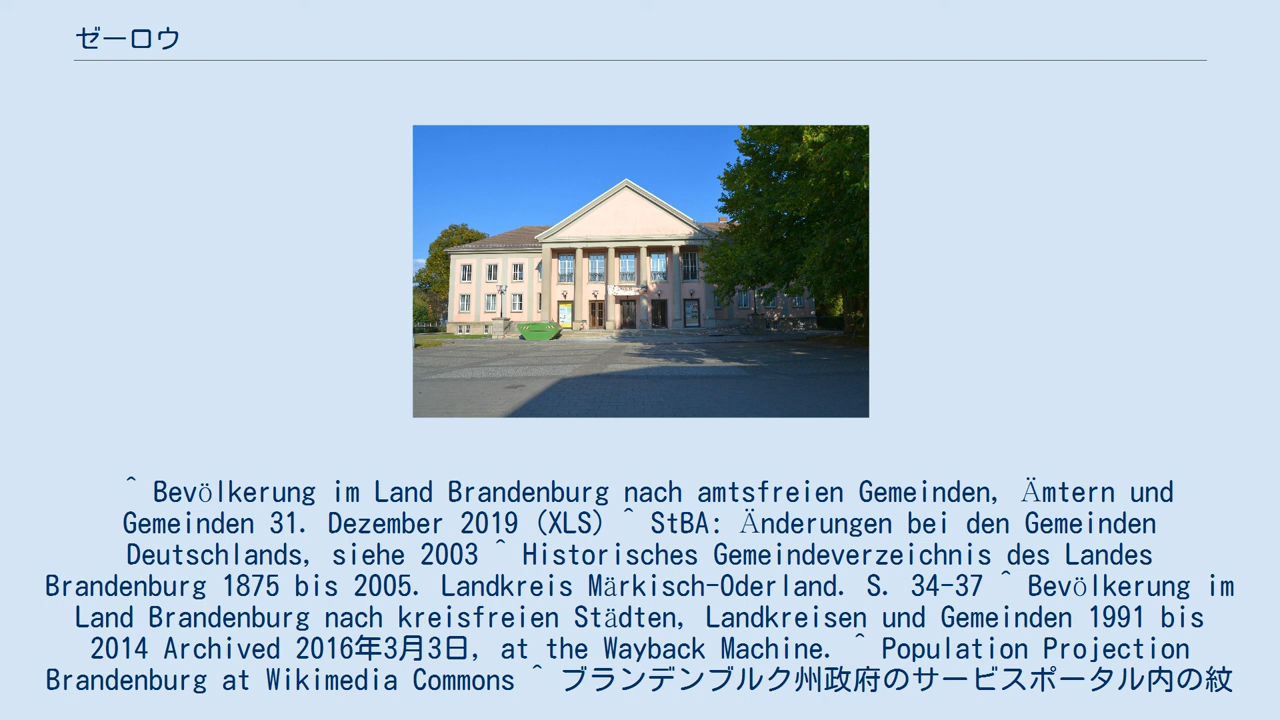 ゼーロウ
^ Bevölkerung im Land Brandenburg nach amtsfreien Gemeinden, Ämtern und
Gemeinden 31. Dezember 2019 (XLS) ^ StBA: Änderungen bei den Gemeinden
Deutschlands, siehe 2003 ^ Historisches Gemeindeverzeichnis des Landes
Brandenburg 1875 bis 2005. Landkreis Märkisch-Oderland. S. 34-37 ^ Bevölkerung im
Land Brandenburg nach kreisfreien Städten, Landkreisen und Gemeinden 1991 bis
2014 Archived 2016年3月3日, at the Wayback Machine. ^ Population Projection
Brandenburg at Wikimedia Commons ^ ブランデンブルク州政府のサービスポータル内の紋